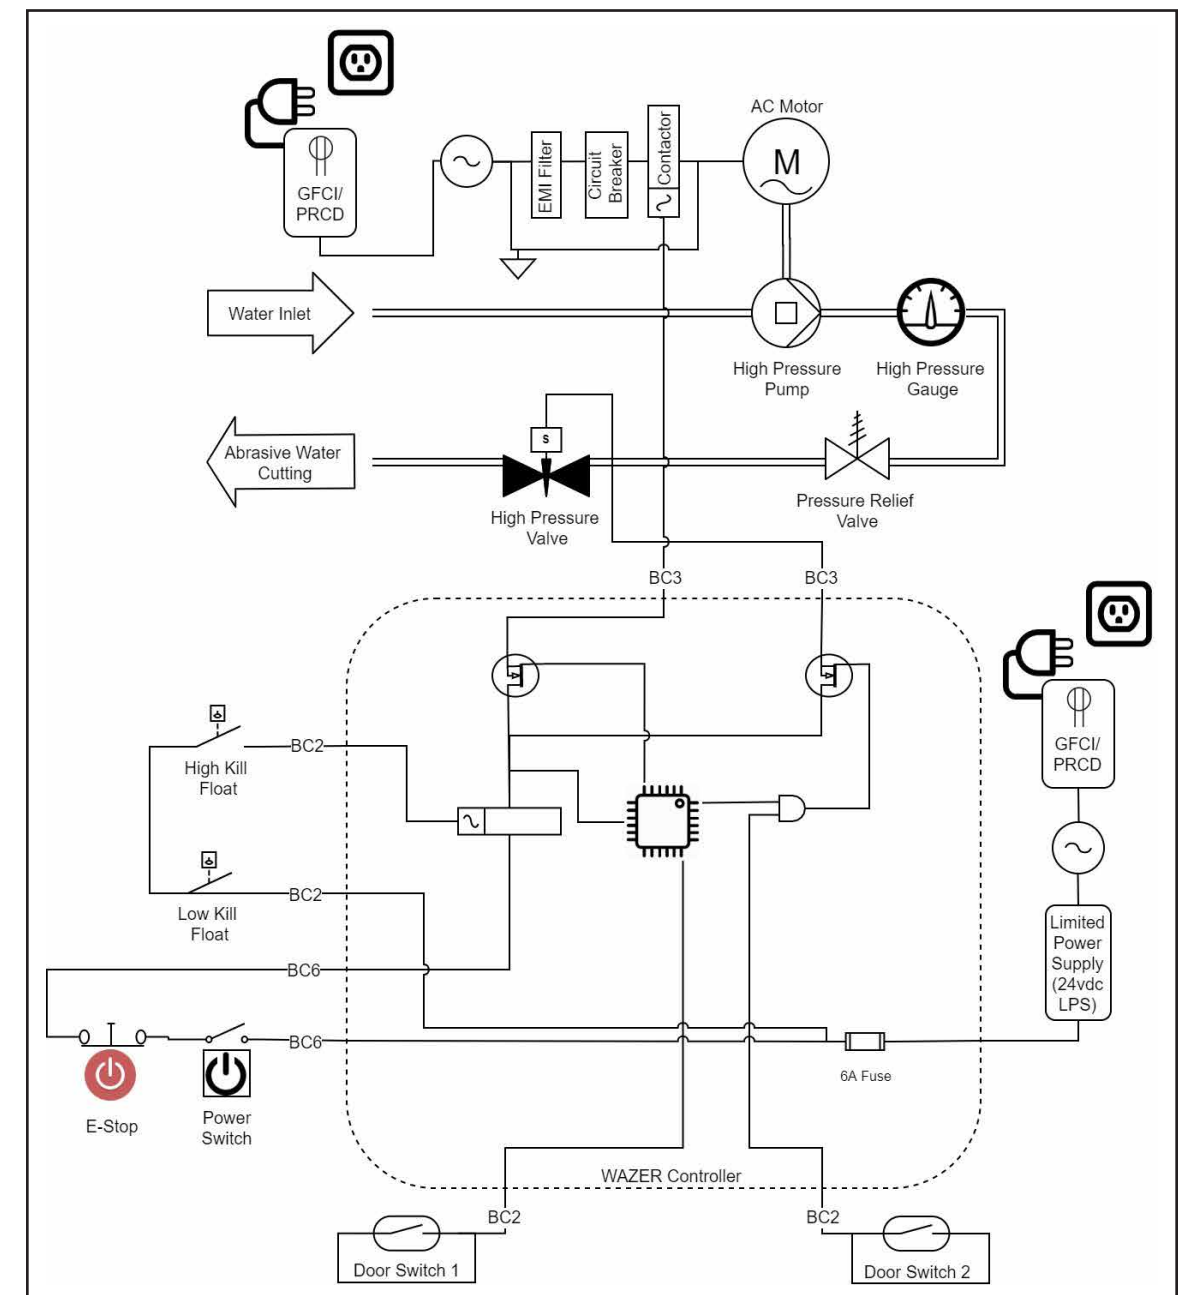 AC Motor
M
EMI Filter
Circuit
Breaker
Contactor
GFCI/
PRCD
Water Inlet
High Pressure
Pump
High Pressure
Gauge
Abrasive Water
Cutting
S
High Pressure
Valve
Pressure Relief
Valve
BC3
BC3
GFCI/
PRCD
BC2
High Kill
Float
BC2
Low Kill
Float
Limited
Power
Supply
(24vdc
LPS)
BC6
BC6
6A Fuse
E-Stop
Power
Switch
WAZER Controller
BC2
BC2
Door Switch 1
Door Switch 2